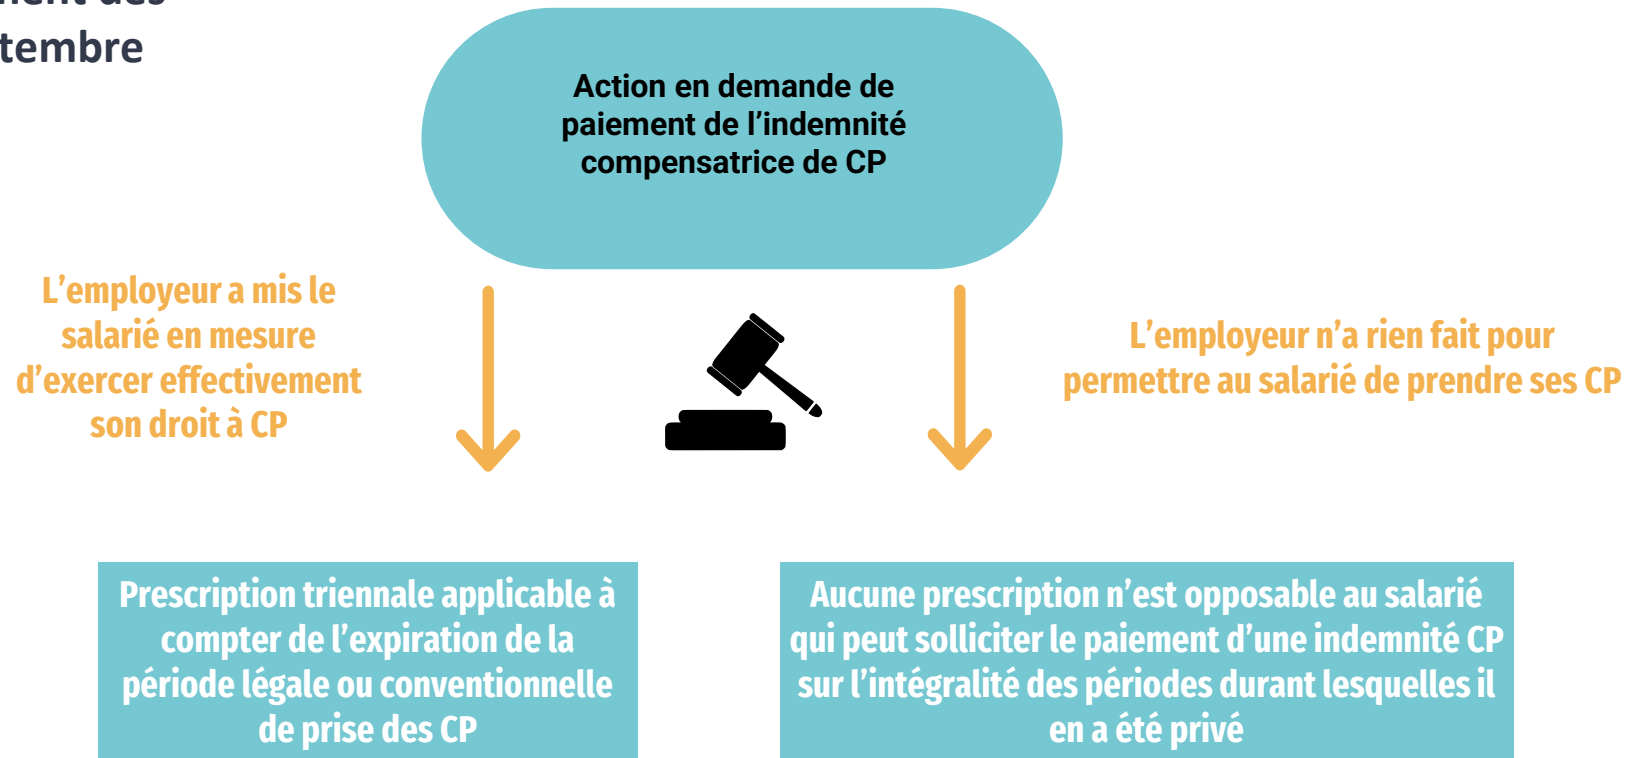 des
tembre
Action en demande de
paiement de l’indemnité
compensatrice de CP
L’employeur a mis le
salarié en mesure
d’exercer effectivement
son droit à CP
L’employeur n’a rien fait pour
permettre au salarié de prendre ses CP
Prescription triennale applicable à
compter de l’expiration de la
période légale ou conventionnelle
de prise des CP
Aucune prescription n’est opposable au salarié
qui peut solliciter le paiement d’une indemnité CP
sur l’intégralité des périodes durant lesquelles il
en a été privé